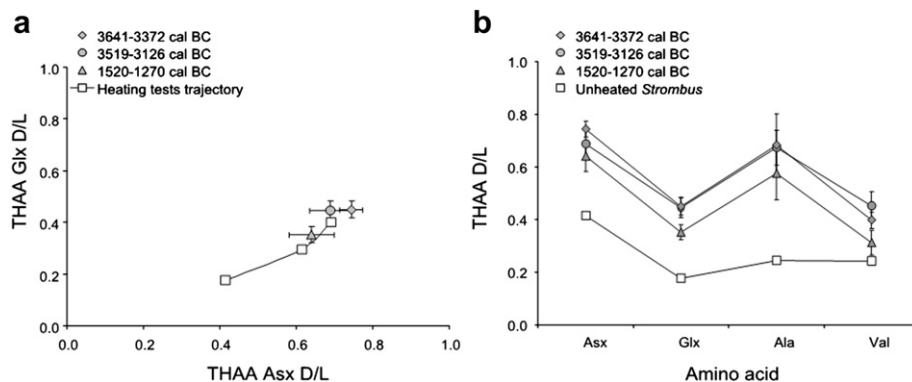 a
3641-3372 cal BC
3519-3126 cal BC
1520-1270 cal BC
Heating tests trajectory
THAA Glx D/L
1.0
0.8
0.6
0.4
0.2
0.0
0.0 0.2 0.4 0.6 0.8 1.0
THAA Asx D/L
b
3641-3372 cal BC
3519-3126 cal BC
1520-1270 cal BC
Unheated Strombus
THAA D/L
1.0
0.8
0.6
0.4
0.2
0.0
Asx Glx Ala Val
Amino acid